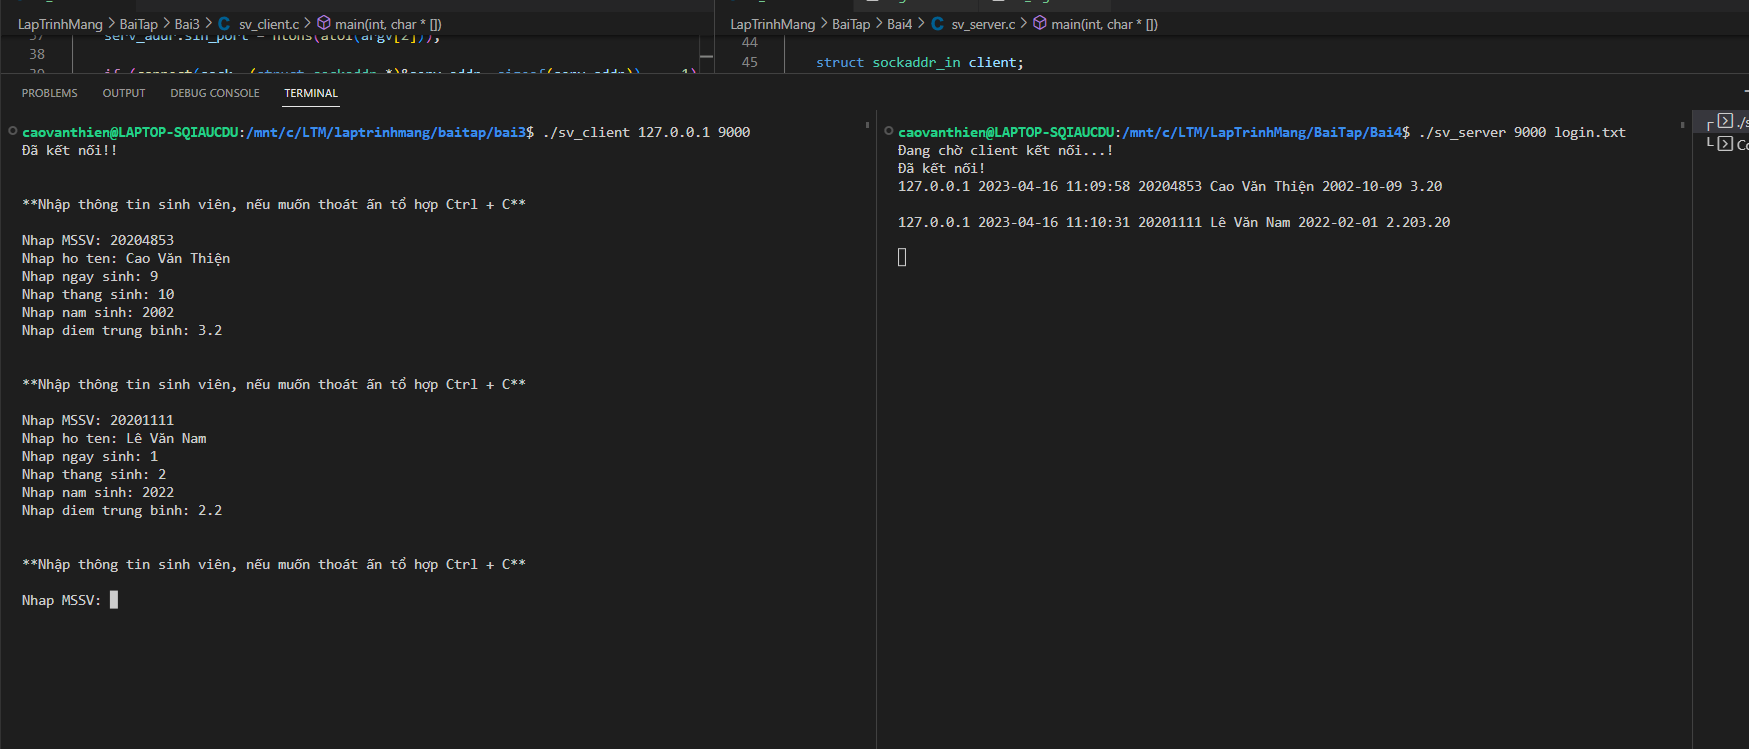 LapTrinhMang > BaiTap > Bai3 > C sv_client.c > main(int, char * [])
37 serv_addr.sin_port = htons(atoi(argv[2]));
38
39 if (connect(sock, (struct sockaddr *)&serv_addr, sizeof(serv_addr)) 1)
LapTrinhMang > BaiTap > Bai4 > C sv_server.c > main(int, char * [])
44
45 struct sockaddr_in client;
PROBLEMS OUTPUT DEBUG CONSOLE TERMINAL
caovanthien@LAPTOP-SQIAUCDU:/mnt/c/LTM/laptrinhmang/baitap/bai3$ ./sv_client 127.0.0.1 9000
Đã kết nối!!
**Nhập thông tin sinh viên, nếu muốn thoát ấn tổ hợp Ctrl + C**
Nhap MSSV: 20204853
Nhap ho ten: Cao Văn Thiện
Nhap ngay sinh: 9
Nhap thang sinh: 10
Nhap nam sinh: 2002
Nhap diem trung binh: 3.2
**Nhập thông tin sinh viên, nếu muốn thoát ấn tổ hợp Ctrl + C**
Nhap MSSV: 20201111
Nhap ho ten: Lê Văn Nam
Nhap ngay sinh: 1
Nhap thang sinh: 2
Nhap nam sinh: 2022
Nhap diem trung binh: 2.2
**Nhập thông tin sinh viên, nếu muốn thoát ấn tổ hợp Ctrl + C**
Nhap MSSV:
caovanthien@LAPTOP-SQIAUCDU:/mnt/c/LTM/LapTrinhMang/BaiTap/Bai4$ ./sv_server 9000 login.txt
Đang chờ client kết nối...!
Đã kết nối!
127.0.0.1 2023-04-16 11:09:58 20204853 Cao Văn Thiện 2002-10-09 3.20
127.0.0.1 2023-04-16 11:10:31 20201111 Lê Văn Nam 2022-02-01 2.203.20